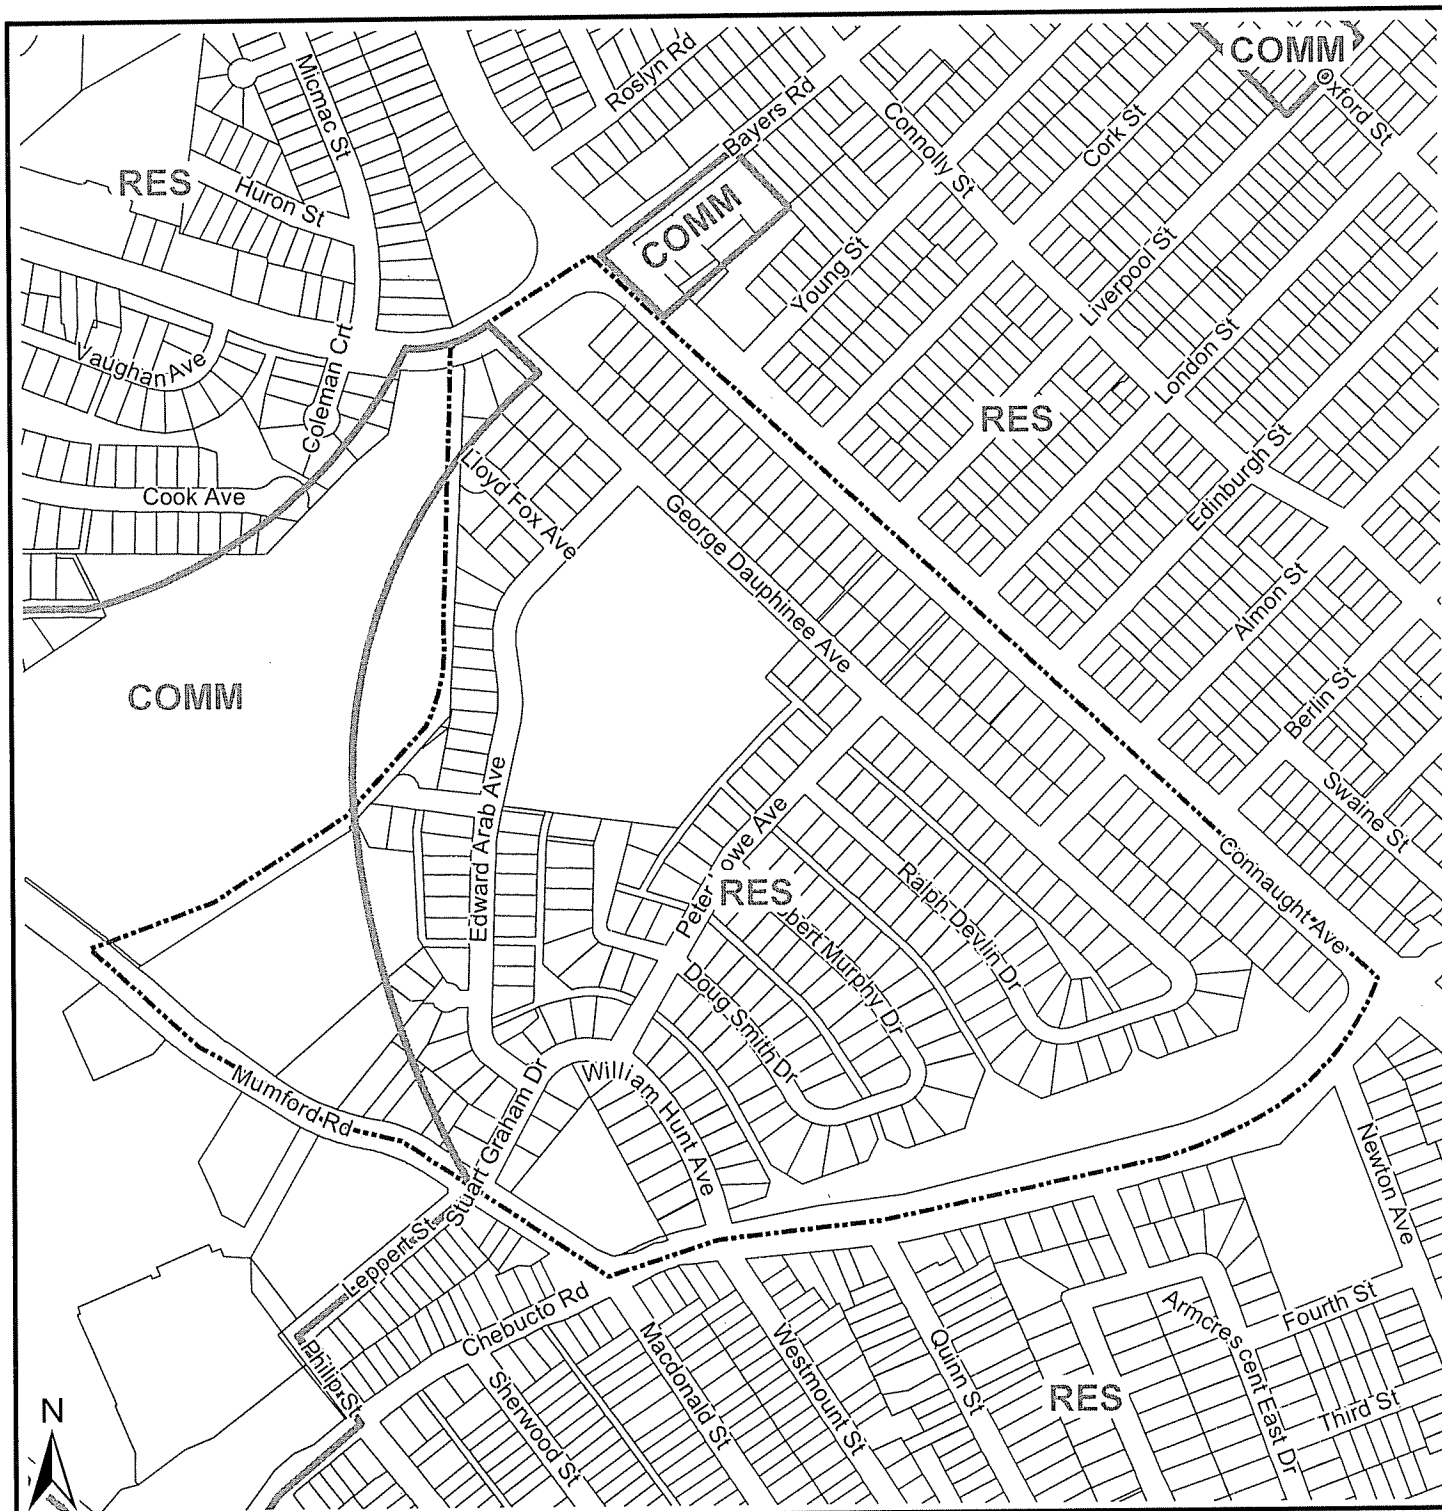 COMM
Oxford St
Roslyn Rd
Micmac St
Bayers Rd
Connolly St
Cork St
RES
Huron St
COMM
Young St
Liverpool St
London St
Vaughan Ave
Coleman Crt
RES
Edinburgh St
Cook Ave
Lloyd Fox Ave
George Dauphinee Ave
Almon St
COMM
Berlin St
Swaine St
Edward Arab Ave
Connaught Ave
RES
Ralph Devlin Dr
Doug Smith Dr
Mumford Rd
Stuart Graham Dr
William Hunt Ave
Newton Ave
Leppert St
Chebucto Rd
Philip St
Sherwood St
Macdonald St
Westmount St
Quinn St
RES
Armcrescent East Dr
Fourth St
Third St
N